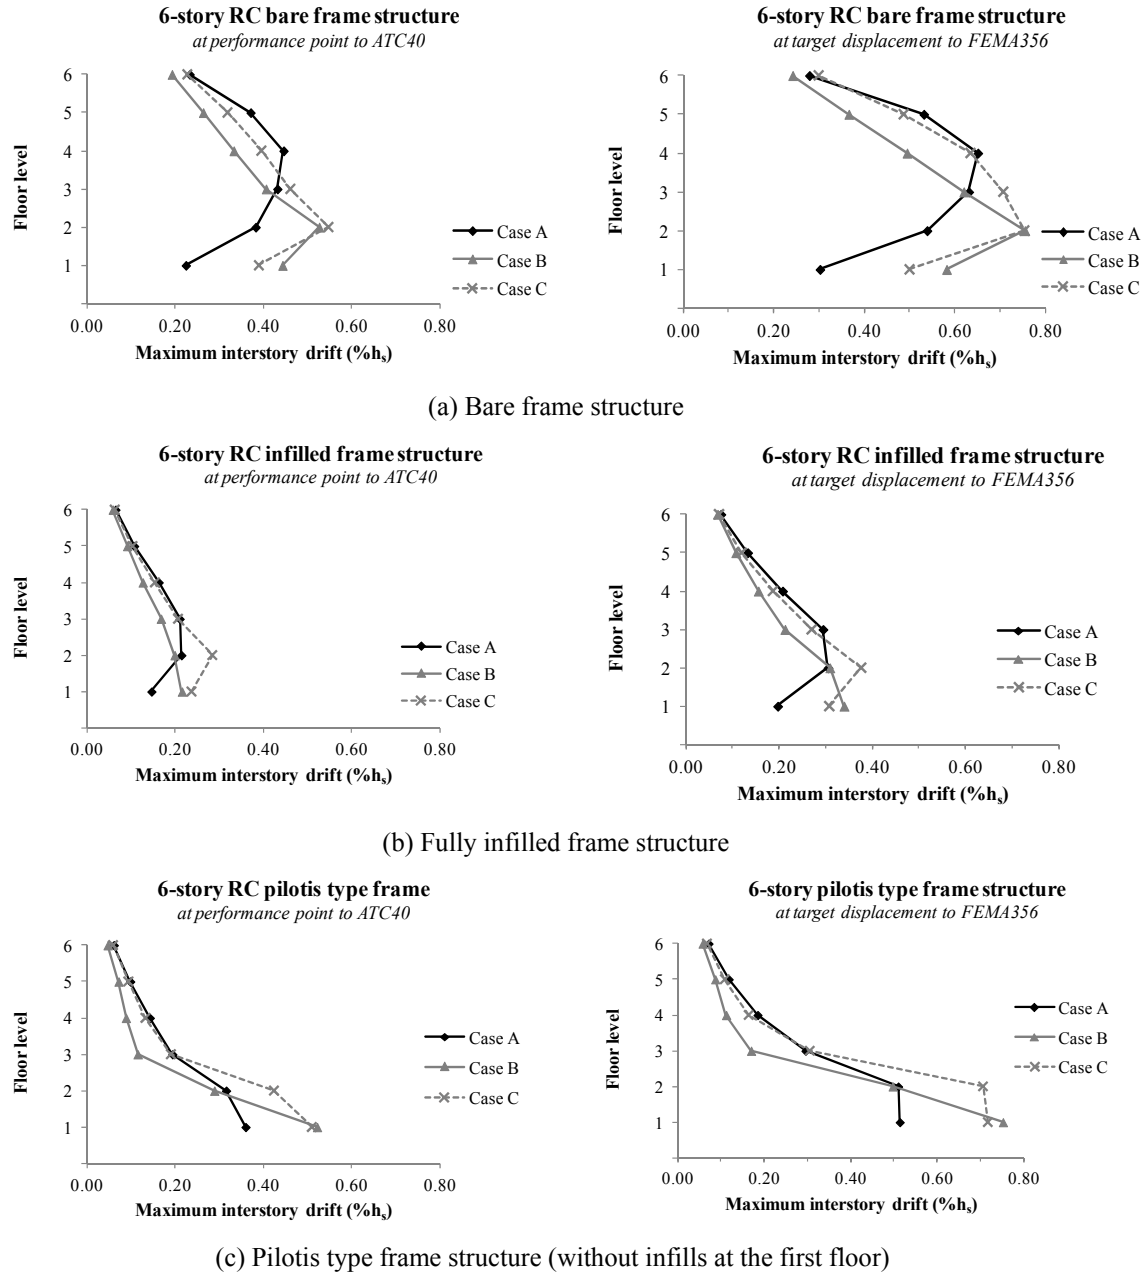 6-story RC bare frame structure
at performance point to ATC40
6
5
4
3
2
1
Floor level
0.00 0.20 0.40 0.60 0.80
Maximum interstory drift (%hs)
Case A
Case B
Case C
6-story RC bare frame structure
at target displacement to FEMA356
6
5
4
3
2
1
Floor level
0.00 0.20 0.40 0.60 0.80
Maximum interstory drift (%hs)
Case A
Case B
Case C
(a) Bare frame structure
6-story RC infilled frame structure
at performance point to ATC40
6
5
4
3
2
1
Floor level
0.00 0.20 0.40 0.60 0.80
Maximum interstory drift (%hs)
Case A
Case B
Case C
6-story RC infilled frame structure
at target displacement to FEMA356
6
5
4
3
2
1
Floor level
0.00 0.20 0.40 0.60 0.80
Maximum interstory drift (%hs)
Case A
Case B
Case C
(b) Fully infilled frame structure
6-story RC pilotis type frame
at performance point to ATC40
6
5
4
3
2
1
Floor level
0.00 0.20 0.40 0.60 0.80
Maximum interstory drift (%hs)
Case A
Case B
Case C
6-story pilotis type frame structure
at target displacement to FEMA356
6
5
4
3
2
1
Floor level
0.00 0.20 0.40 0.60 0.80
Maximum interstory drift (%hs)
Case A
Case B
Case C
(c) Pilotis type frame structure (without infills at the first floor)